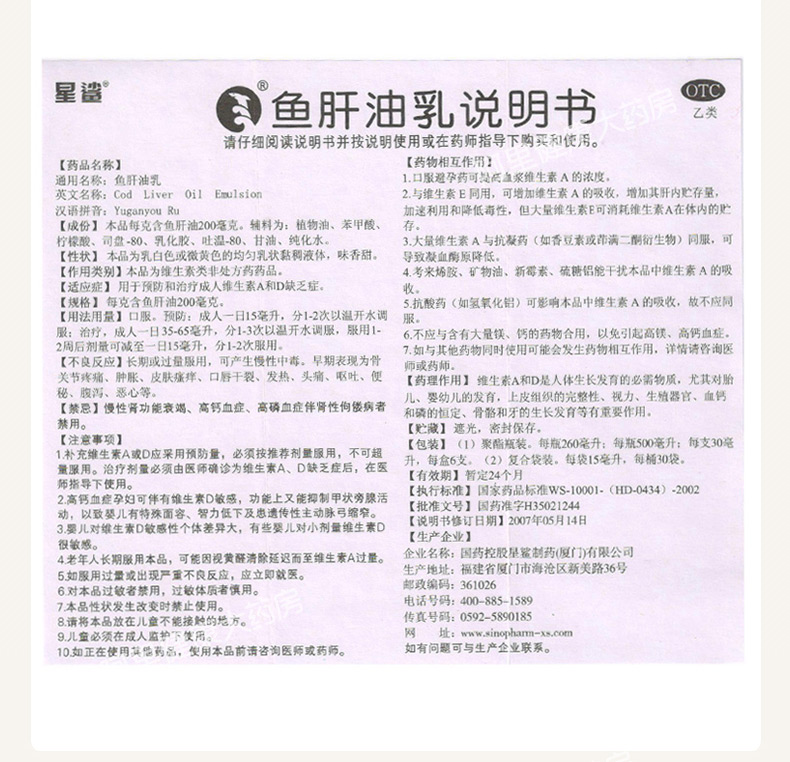 星鲨®
®鱼肝油乳说明书
OTC
乙类
请仔细阅读说明书并按说明使用或在药师指导下购买和使用。
【药品名称】
通用名称：鱼肝油乳
英文名称：Cod Liver Oil Emulsion
汉语拼音：Yuganyou Ru
【成份】本品每克含鱼肝油200毫克。辅料为：植物油、苯甲酸、
柠檬酸、司盘-80、乳化胶、吐温-80、甘油、纯化水。
【性状】 本品为乳白色或微黄色的均匀乳状黏稠液体，味香甜。
【作用类别】本品为维生素类非处方药药品。
【适应症】 用于预防和治疗成人维生素A和D缺乏症。
【规格】 每克含鱼肝油200毫克。
【用法用量】口服。预防：成人一日15毫升，分1-2次以温开水调
服；治疗，成人一日35-65毫升，分1-3次以温开水调服，服用1-
2周后剂量可减至一日15毫升，分1-2次服用。
【不良反应】长期或过量服用，可产生慢性中毒。早期表现为骨
关节疼痛、肿胀、皮肤瘙痒、口唇干裂、发热、头痛、呕吐、便
秘、腹泻、恶心等。
【禁忌】慢性肾功能衰竭、高钙血症、高磷血症伴肾性佝偻病者
禁用。
【注意事项】
1.补充维生素A或D应采用预防量，必须按推荐剂量服用，不可超
量服用。治疗剂量必须由医师确诊为维生素A、D缺乏症后，在医
师指导下使用。
2.高钙血症孕妇可伴有维生素D敏感，功能上又能抑制甲状旁腺活
动，以致婴儿有特殊面容、智力低下及患遗传性主动脉弓缩窄。
3.婴儿对维生素D敏感性个体差异大，有些婴儿对小剂量维生素D
很敏感。
4.老年人长期服用本品，可能因视黄醛清除延迟而至维生素A过量。
5.如服用过量或出现严重不良反应，应立即就医。
6.对本品过敏者禁用，过敏体质者慎用。
7.本品性状发生改变时禁止使用。
8.请将本品放在儿童不能接触的地方。
9.儿童必须在成人监护下使用。
10.如正在使用其他药品，使用本品前请咨询医师或药师。
【药物相互作用】
1.口服避孕药可提高血浆维生素 A 的浓度。
2.与维生素 E 同用，可增加维生素 A 的吸收，增加其肝内贮存量，
加速利用和降低毒性，但大量维生素E可消耗维生素A在体内的贮
存。
3.大量维生素 A 与抗凝药（如香豆素或茚满二酮衍生物）同服，可
导致凝血酶原降低。
4.考来烯胺、矿物油、新霉素、硫糖铝能干扰本品中维生素 A 的吸
收。
5.抗酸药（如氢氧化铝）可影响本品中维生素 A 的吸收，故不应同
服。
6.不应与含有大量镁、钙的药物合用，以免引起高镁、高钙血症。
7.如与其他药物同时使用可能会发生药物相互作用，详情请咨询医
师或药师。
【药理作用】 维生素A和D是人体生长发育的必需物质，尤其对胎
儿、婴幼儿的发育，上皮组织的完整性、视力、生殖器官、血钙
和磷的恒定、骨骼和牙的生长发育等有重要作用。
【贮藏】 遮光，密封保存。
【包装】（1）聚酯瓶装。每瓶260毫升；每瓶500毫升；每支30毫
升，每盒6支。（2）复合袋装。每袋15毫升，每桶30袋。
【有效期】暂定24个月
【执行标准】国家药品标准WS-10001-（HD-0434）-2002
【批准文号】国药准字H35021244
【说明书修订日期】2007年05月14日
【生产企业】
企业名称：国药控股星鲨制药(厦门)有限公司
生产地址：福建省厦门市海沧区新美路36号
邮政编码：361026
电话号码：400-885-1589
传真号码：0592-5890185
网 址：www.sinopharm-xs.com
如有问题可与生产企业联系。